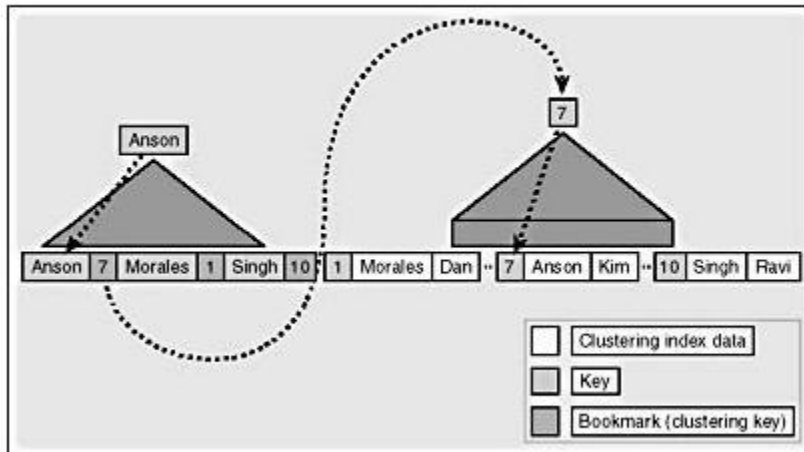 7
Anson
Anson 7 Morales 1 Singh 10 1 Morales Dan ·· 7 Anson Kim ·· 10 Singh Ravi
Clustering index data
Key
Bookmark (clustering key)